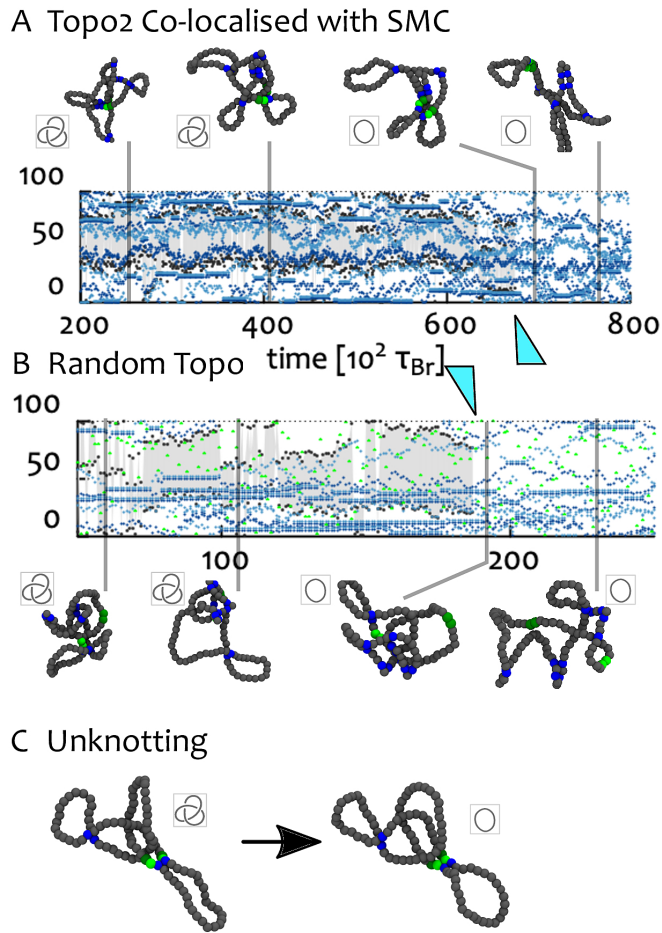 A Topo2 Co-localised with SMC
100
50
0
200 400 600 800
time [10² τBr]
B Random Topo
100
50
0
100 200
C Unknotting